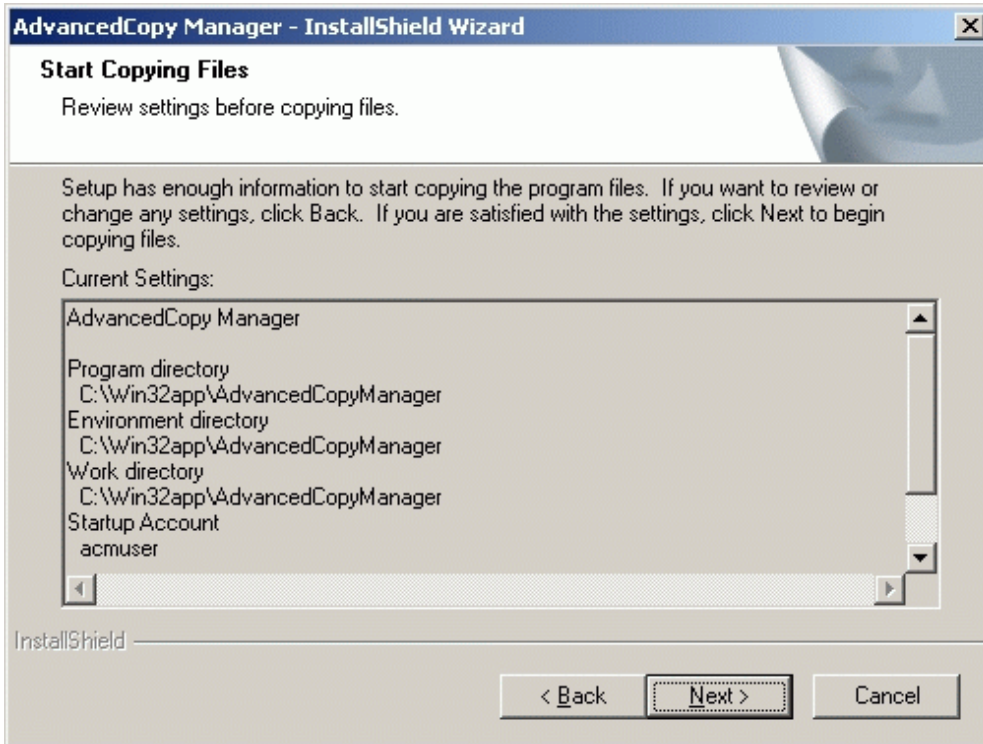 AdvancedCopy Manager - InstallShield Wizard
Start Copying Files
Review settings before copying files.
Setup has enough information to start copying the program files. If you want to review or
change any settings, click Back. If you are satisfied with the settings, click Next to begin
copying files.
Current Settings:
AdvancedCopy Manager
Program directory
C:\Win32app\AdvancedCopyManager
Environment directory
C:\Win32app\AdvancedCopyManager
Work directory
C:\Win32app\AdvancedCopyManager
Startup Account
acmuser
InstallShield
< Back
Next >
Cancel